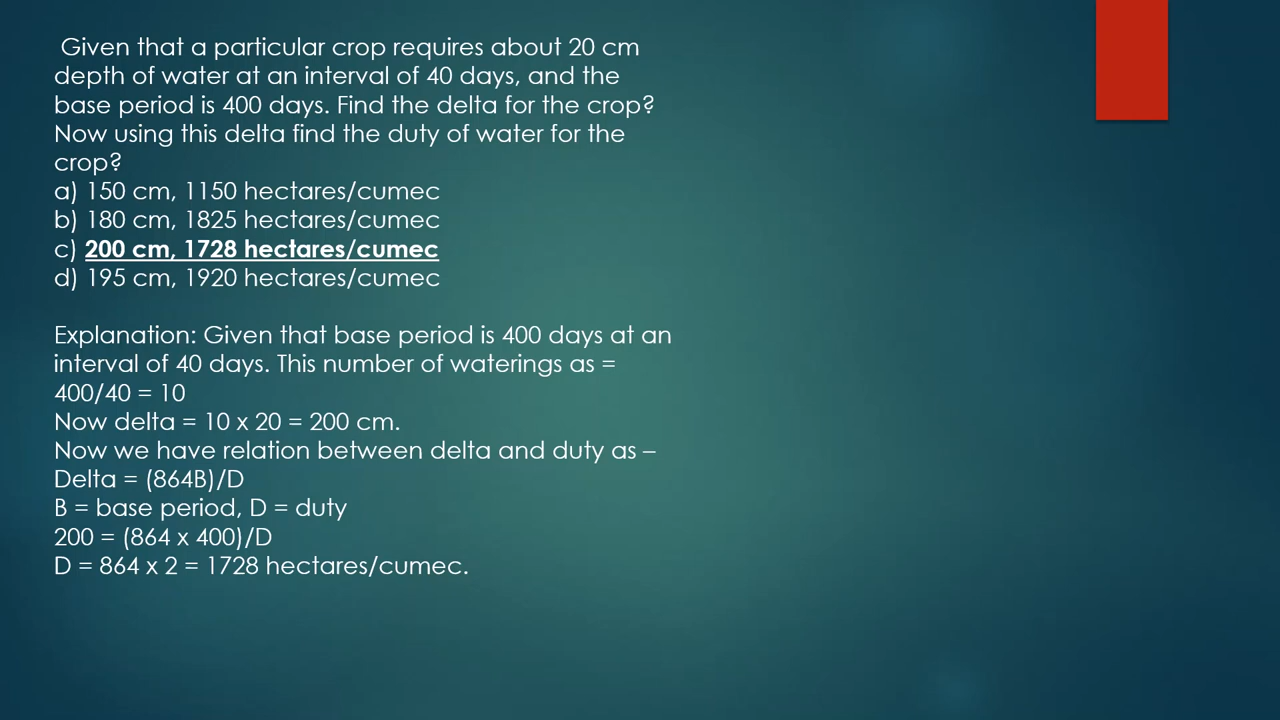 Given that a particular crop requires about 20 cm
depth of water at an interval of 40 days, and the
base period is 400 days. Find the delta for the crop?
Now using this delta find the duty of water for the
crop?
a) 150 cm, 1150 hectares/cumec
b) 180 cm, 1825 hectares/cumec
c) 200 cm, 1728 hectares/cumec
d) 195 cm, 1920 hectares/cumec
Explanation: Given that base period is 400 days at an
interval of 40 days. This number of waterings as =
400/40 = 10
Now delta = 10 x 20 = 200 cm.
Now we have relation between delta and duty as –
Delta = (864B)/D
B = base period, D = duty
200 = (864 x 400)/D
D = 864 x 2 = 1728 hectares/cumec.